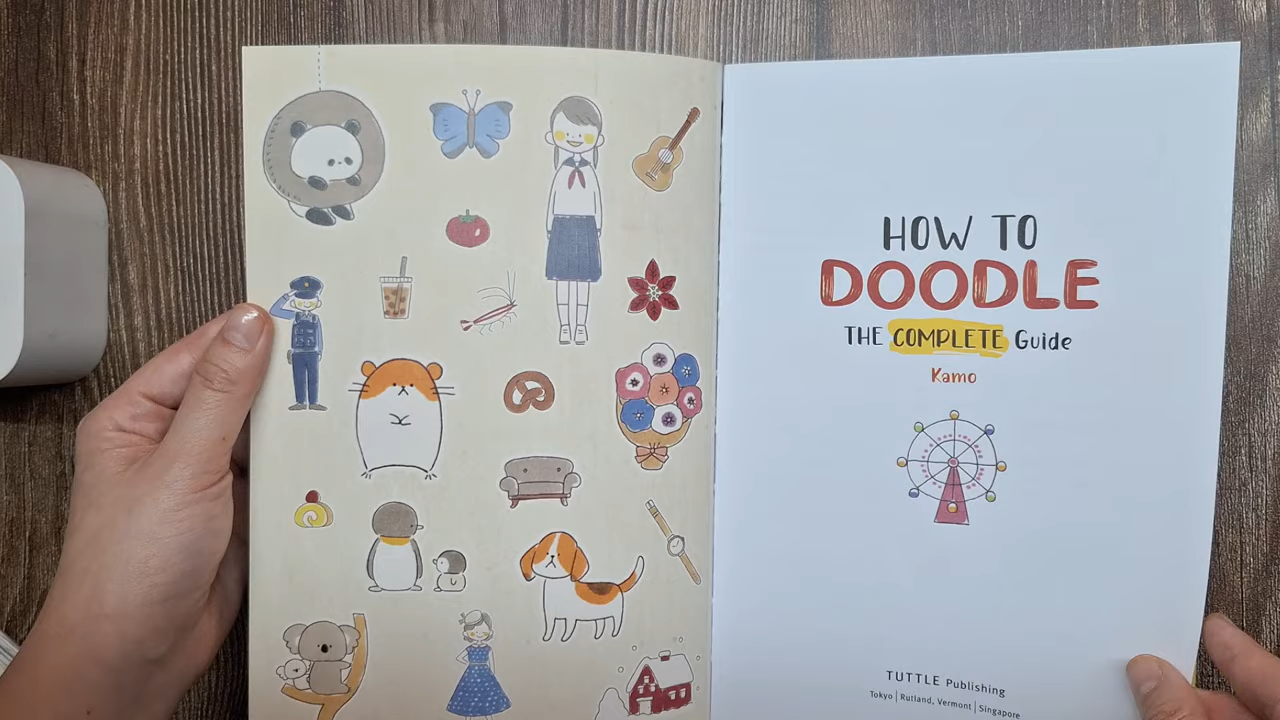 HOW TO
DOODLE
THE COMPLETE Guide
Kamo
TUTTLE Publishing
Tokyo | Rutland, Vermont | Singapore